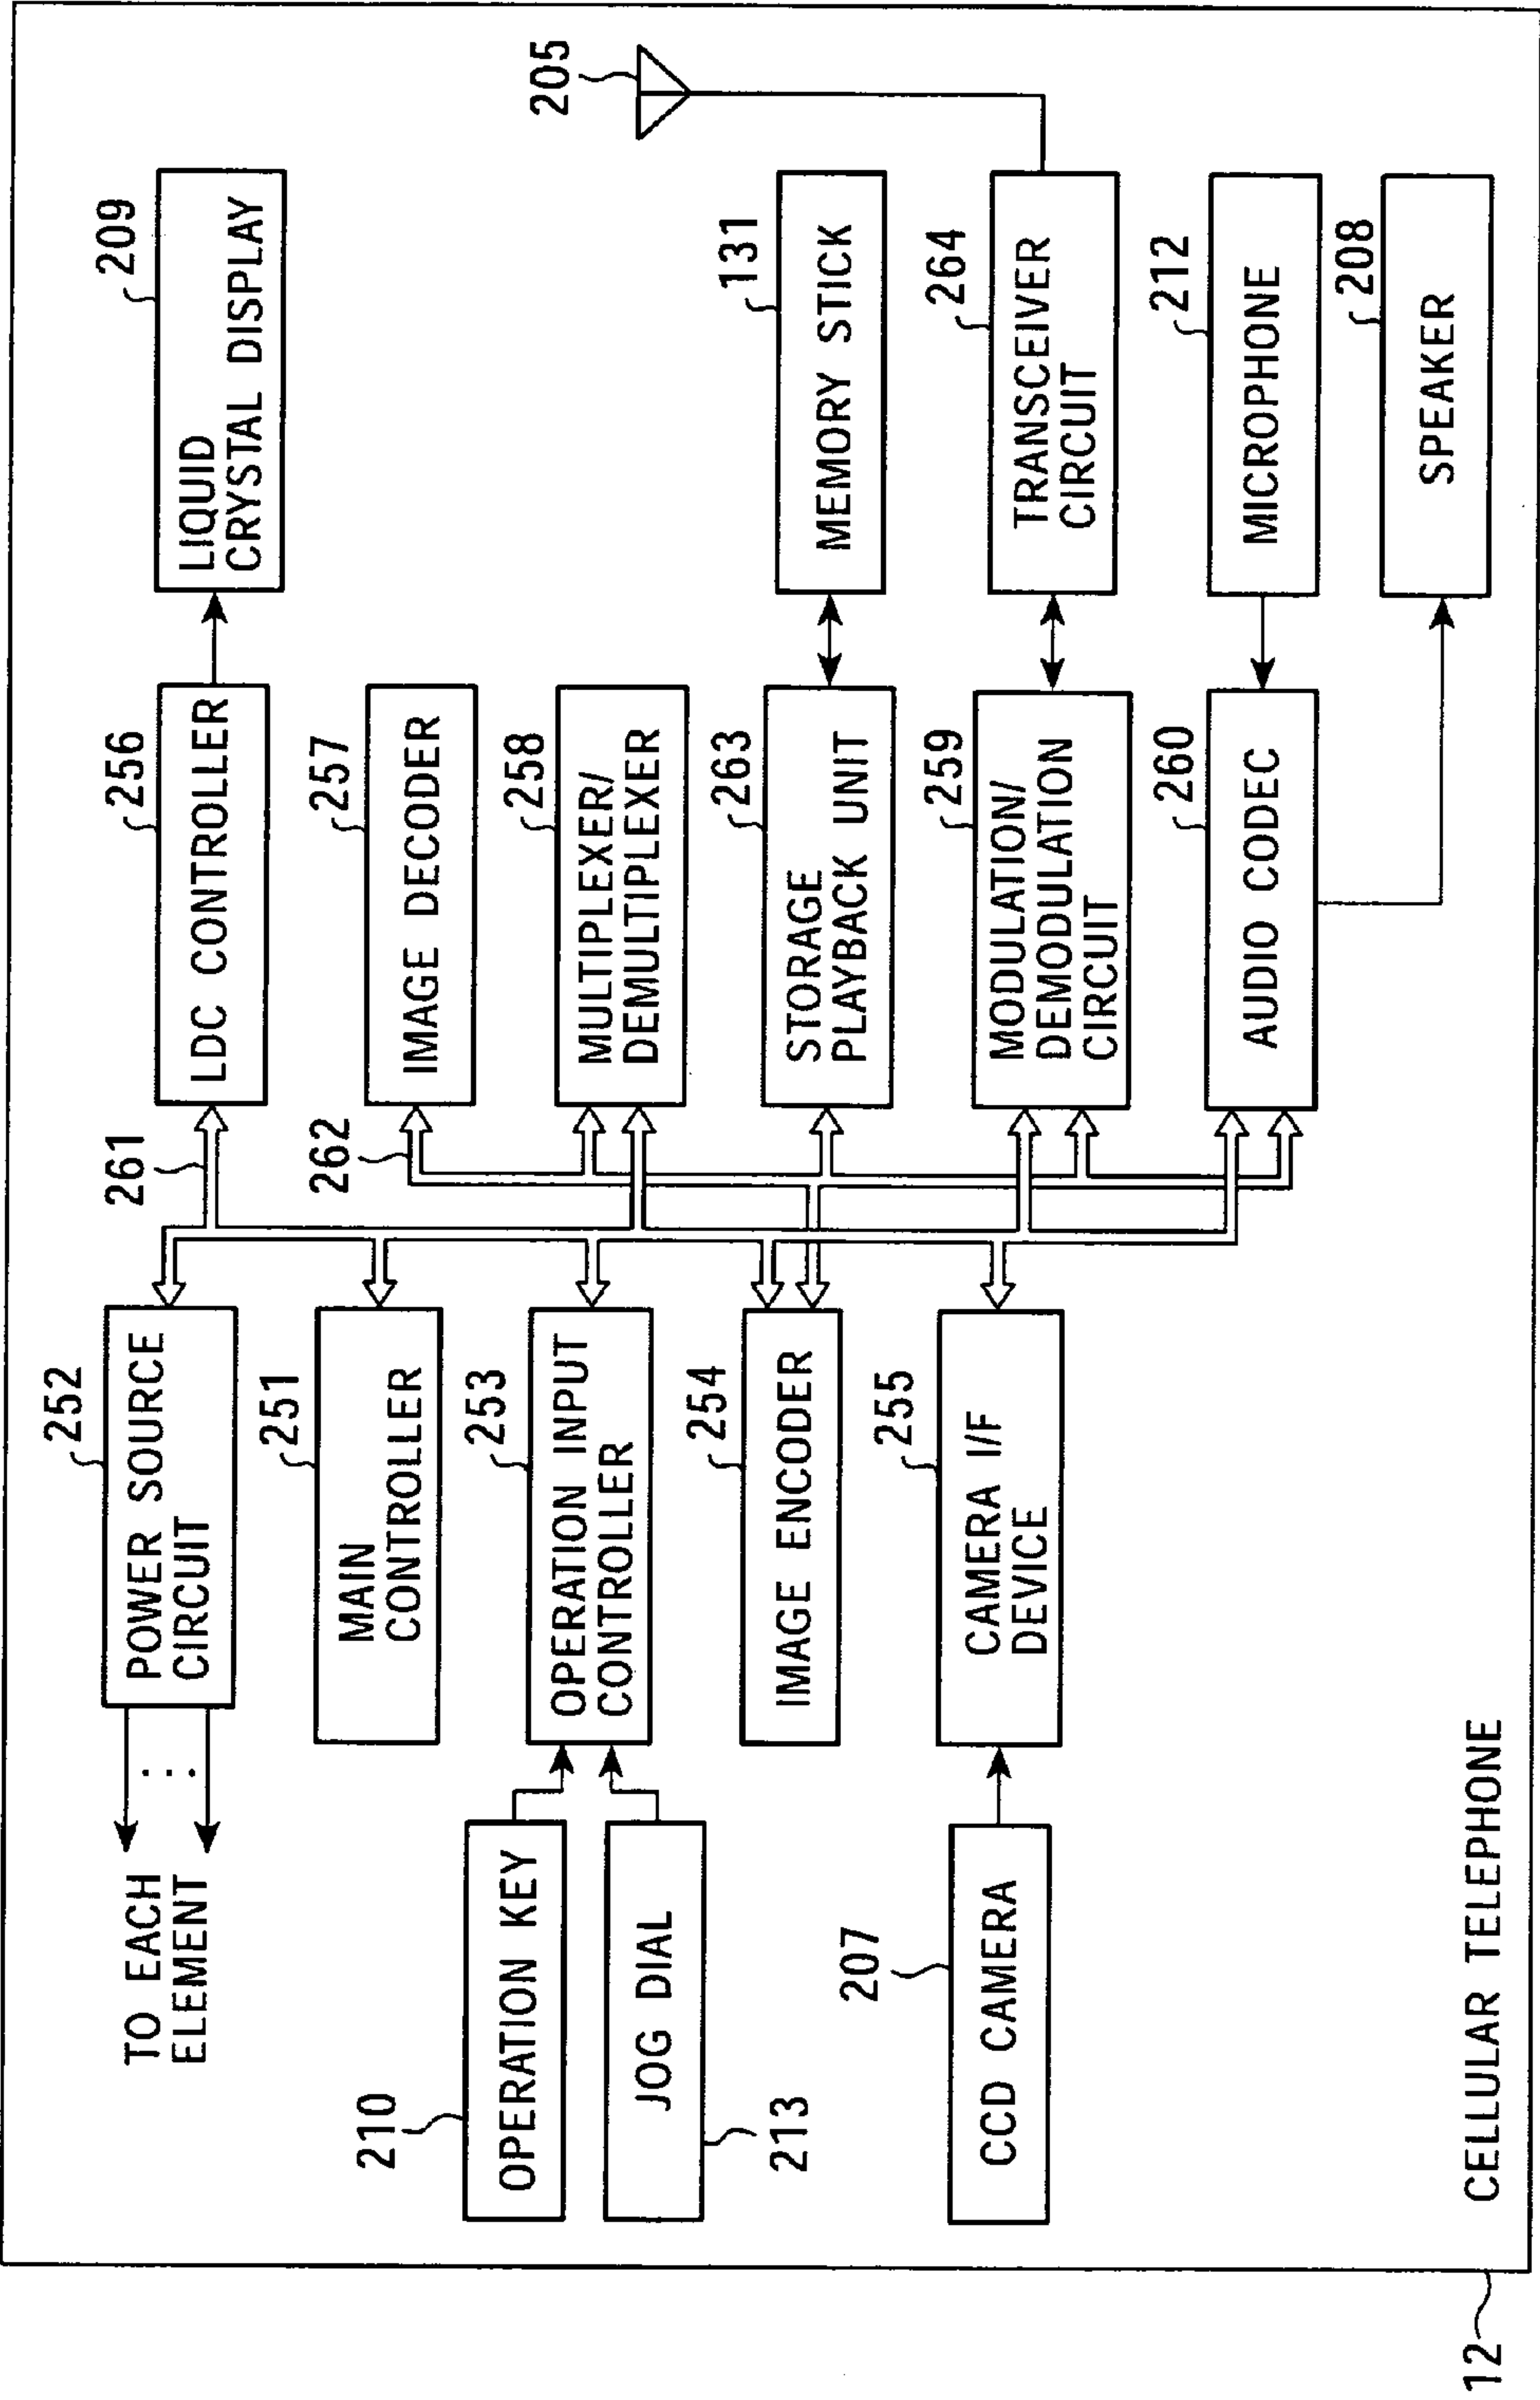 252
POWER SOURCE
CIRCUIT
TO EACH
ELEMENT
251
MAIN
CONTROLLER
210
OPERATION KEY
JOG DIAL
213
253
OPERATION INPUT
CONTROLLER
254
IMAGE ENCODER
207
CCD CAMERA
255
CAMERA I/F
DEVICE
261
262
256
LDC CONTROLLER
209
LIQUID
CRYSTAL DISPLAY
257
IMAGE DECODER
258
MULTIPLEXER/
DEMULTIPLEXER
263
STORAGE
PLAYBACK UNIT
131
MEMORY STICK
205
259
MODULATION/
DEMODULATION
CIRCUIT
264
TRANSCEIVER
CIRCUIT
260
AUDIO CODEC
212
MICROPHONE
208
SPEAKER
CELLULAR TELEPHONE
12